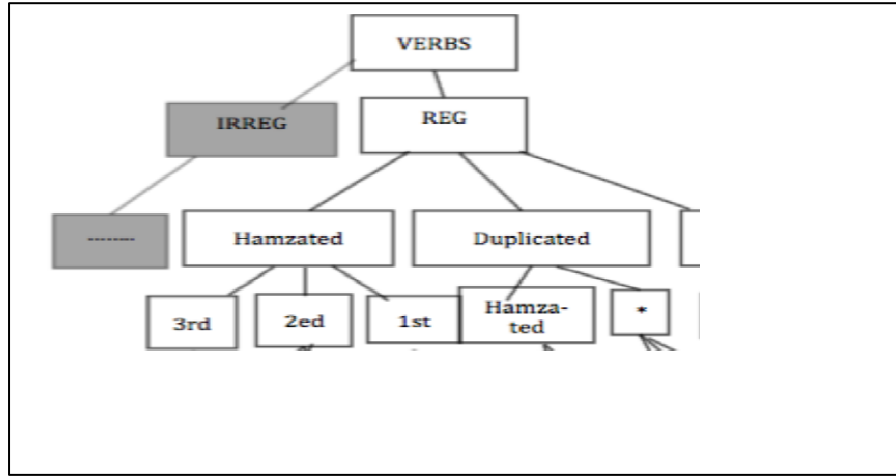 VERBS
IRREG
REG
--------
Hamzated
Duplicated
3rd
2ed
1st
Hamza-
ted
*